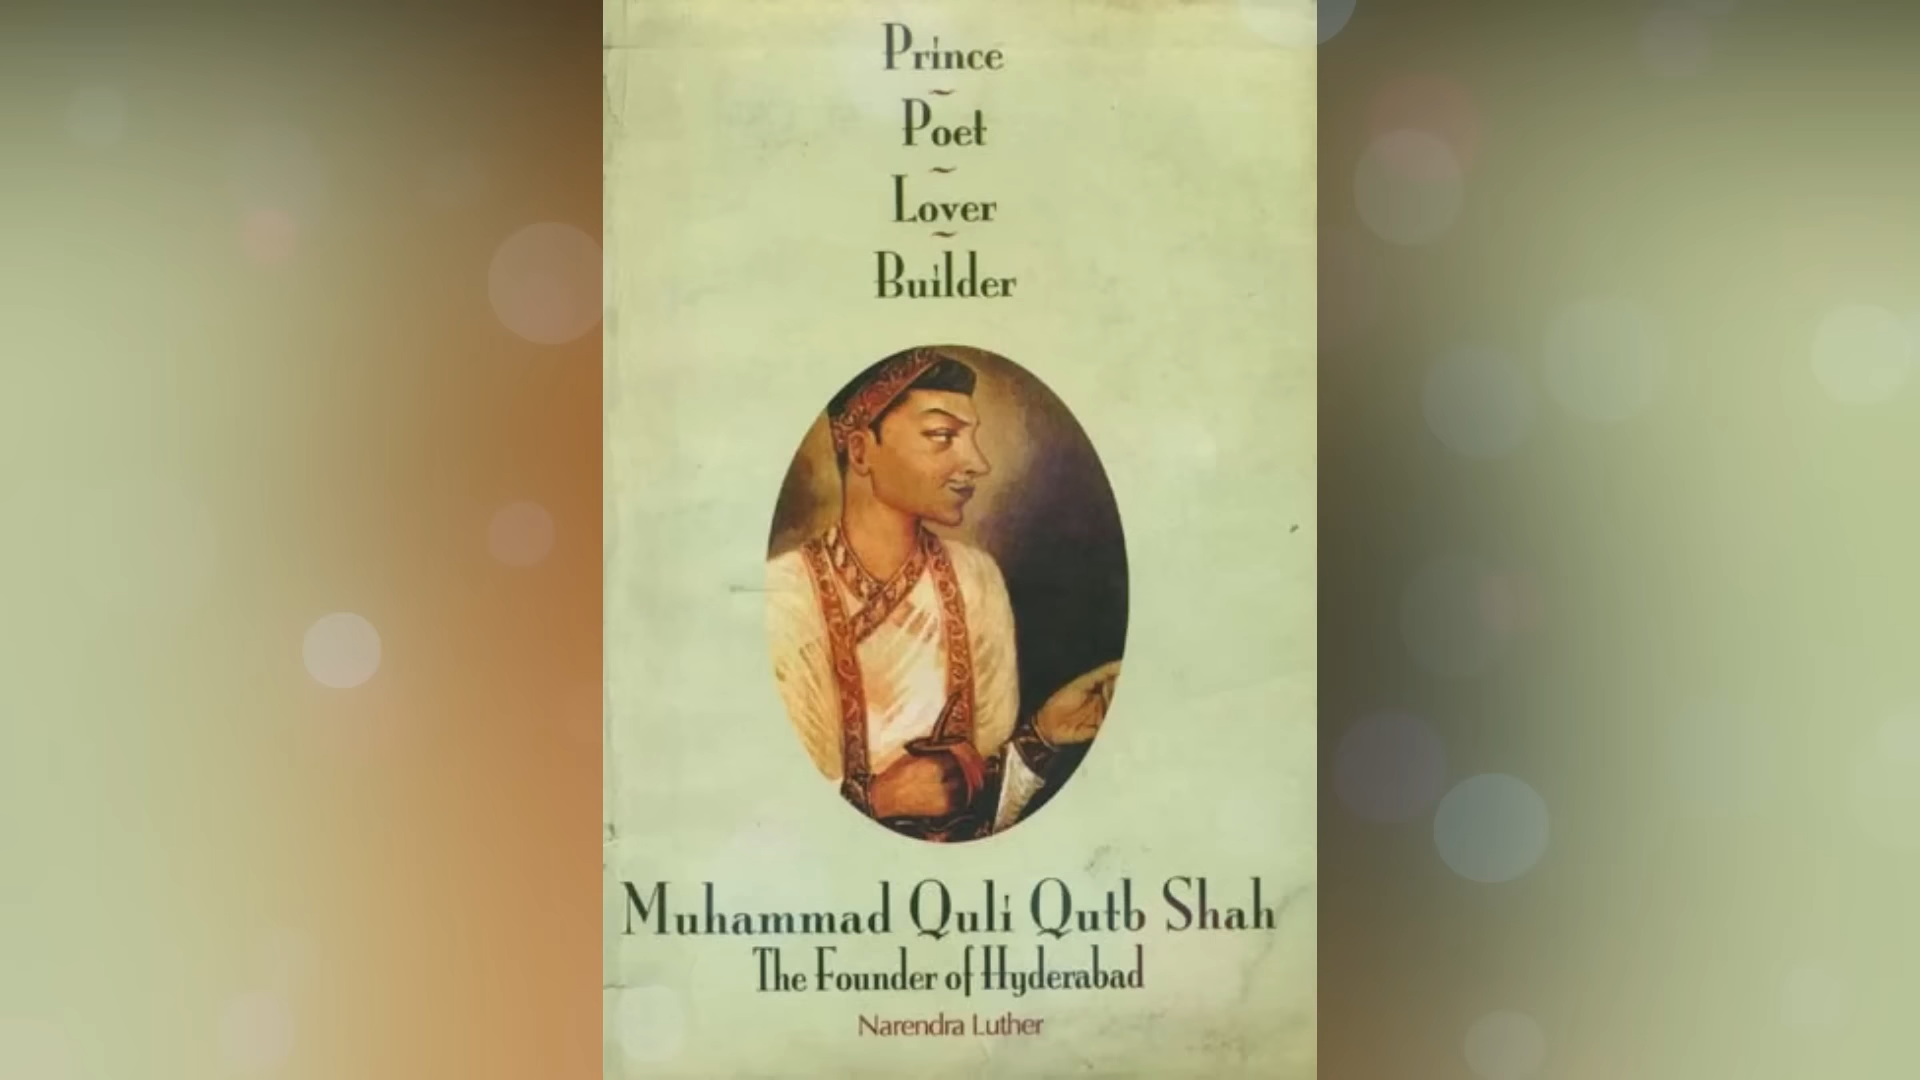 Prince
~
Poet
~
Lover
~
Builder
Muhammad Quli Qutb Shah
The Founder of Hyderabad
Narendra Luther